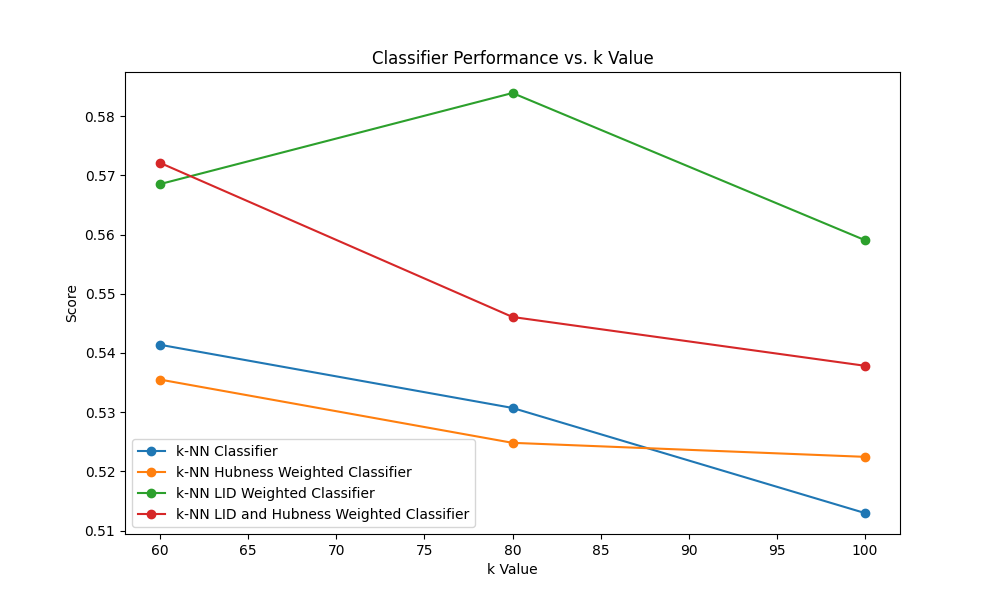 Classifier Performance vs. k Value
Score
0.58
0.57
0.56
0.55
0.54
0.53
0.52
0.51
k-NN Classifier
k-NN Hubness Weighted Classifier
k-NN LID Weighted Classifier
k-NN LID and Hubness Weighted Classifier
60 65 70 75 80 85 90 95 100
k Value